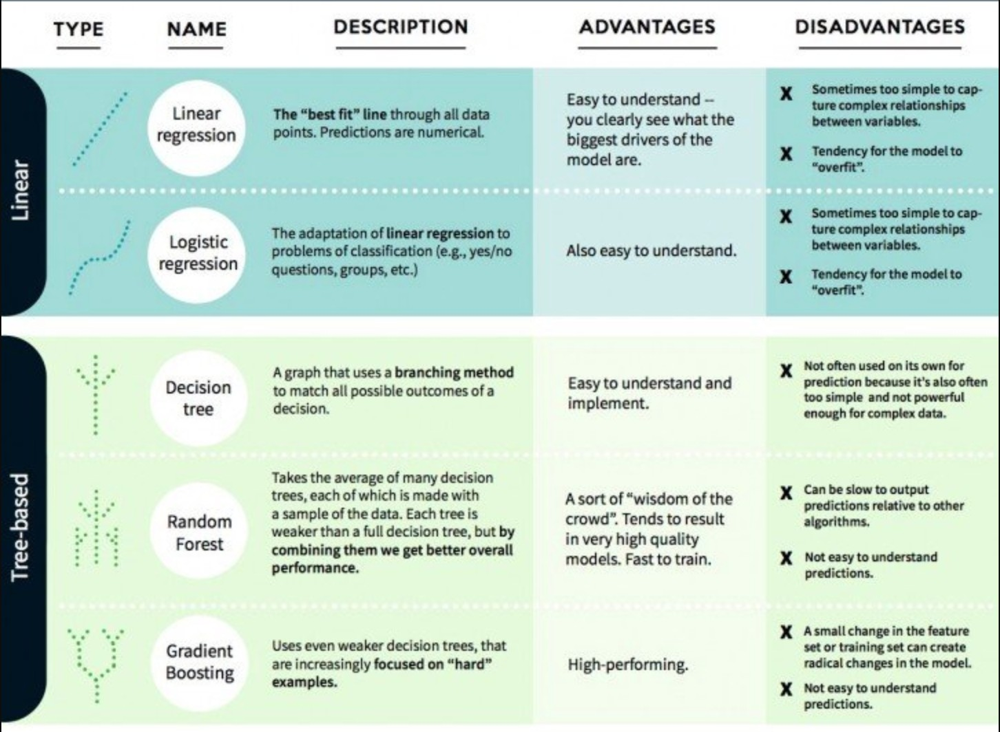 TYPE NAME DESCRIPTION ADVANTAGES DISADVANTAGES
Linear
Linear
regression
The “best fit” line through all data
points. Predictions are numerical.
Easy to understand --
you clearly see what the
biggest drivers of the
model are.
X Sometimes too simple to cap-
ture complex relationships
between variables.
X Tendency for the model to
“overfit”.
Logistic
regression
The adaptation of linear regression to
problems of classification (e.g., yes/no
questions, groups, etc.)
Also easy to understand.
X Sometimes too simple to cap-
ture complex relationships
between variables.
X Tendency for the model to
“overfit”.
Tree-based
Decision
tree
A graph that uses a branching method
to match all possible outcomes of a
decision.
Easy to understand and
implement.
X Not often used on its own for
prediction because it's also often
too simple and not powerful
enough for complex data.
Random
Forest
Takes the average of many decision
trees, each of which is made with
a sample of the data. Each tree is
weaker than a full decision tree, but by
combining them we get better overall
performance.
A sort of “wisdom of the
crowd”. Tends to result
in very high quality
models. Fast to train.
X Can be slow to output
predictions relative to other
algorithms.
X Not easy to understand
predictions.
Gradient
Boosting
Uses even weaker decision trees, that
are increasingly focused on “hard”
examples.
High-performing.
X A small change in the feature
set or training set can create
radical changes in the model.
X Not easy to understand
predictions.